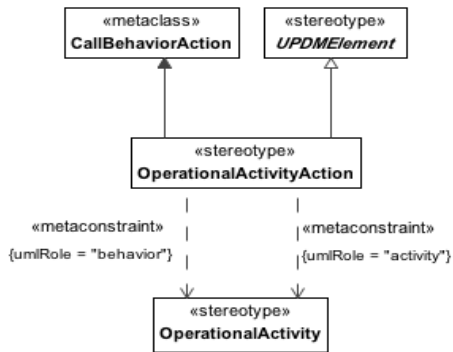 «metaclass»
CallBehaviorAction
«stereotype»
UPDMElement
«stereotype»
OperationalActivityAction
«metaconstraint»
{umlRole = "behavior"}
«metaconstraint»
{umlRole = "activity"}
«stereotype»
OperationalActivity